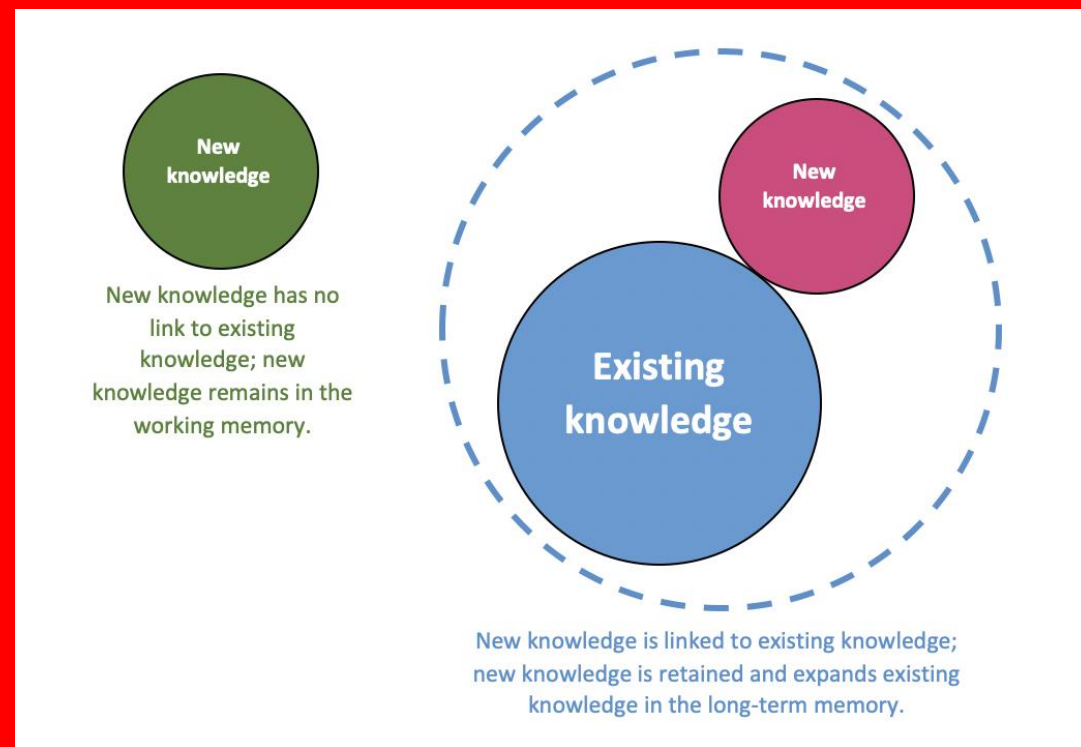 New
knowledge
New knowledge has no
link to existing
knowledge; new
knowledge remains in the
working memory.
New
knowledge
Existing
knowledge
New knowledge is linked to existing knowledge;
new knowledge is retained and expands existing
knowledge in the long-term memory.